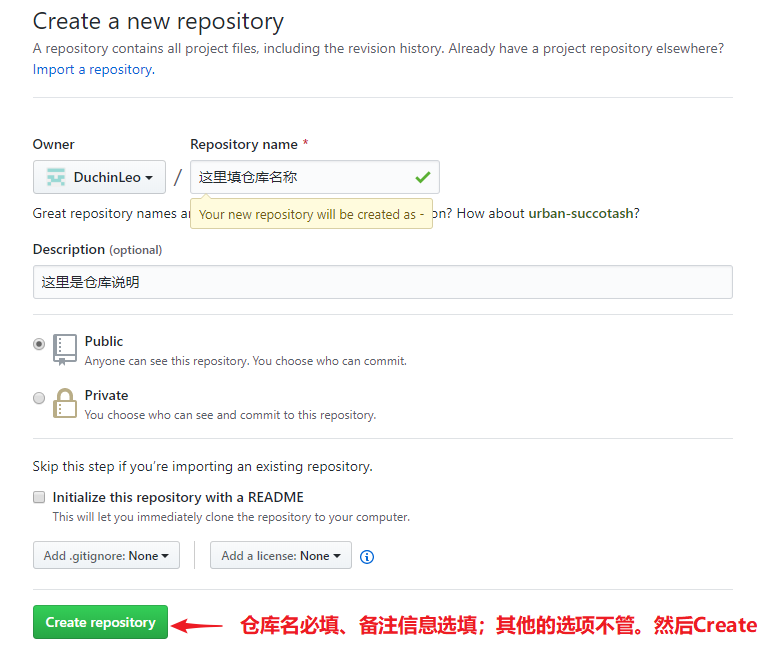 Create a new repository
A repository contains all project files, including the revision history. Already have a project repository elsewhere?
Import a repository.
Owner
Repository name *
DuchinLeo
/
这里填仓库名称
Great repository names a
on? How about urban-succotash?
Your new repository will be created as -
Description (optional)
这里是仓库说明
Public
Anyone can see this repository. You choose who can commit.
Private
You choose who can see and commit to this repository.
Skip this step if you’re importing an existing repository.
Initialize this repository with a README
This will let you immediately clone the repository to your computer.
Add .gitignore: None
Add a license: None
Create repository
仓库名必填、备注信息选填；其他的选项不管。然后Create